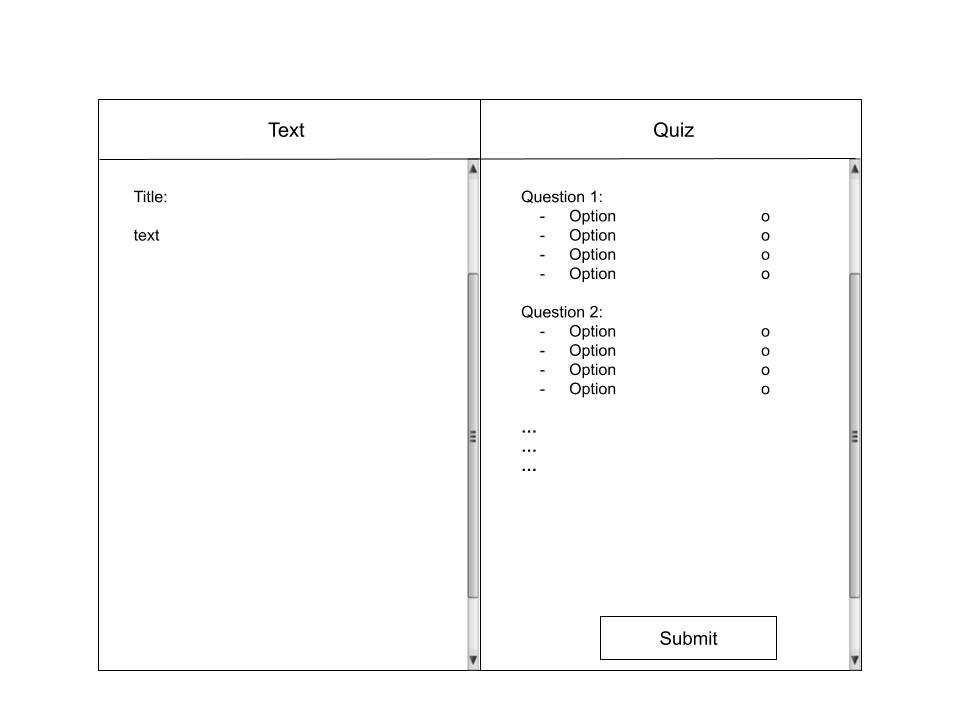 Text
Title:
text
Quiz
Question 1:
- Option o
- Option o
- Option o
- Option o
Question 2:
- Option o
- Option o
- Option o
- Option o
...
...
...
Submit